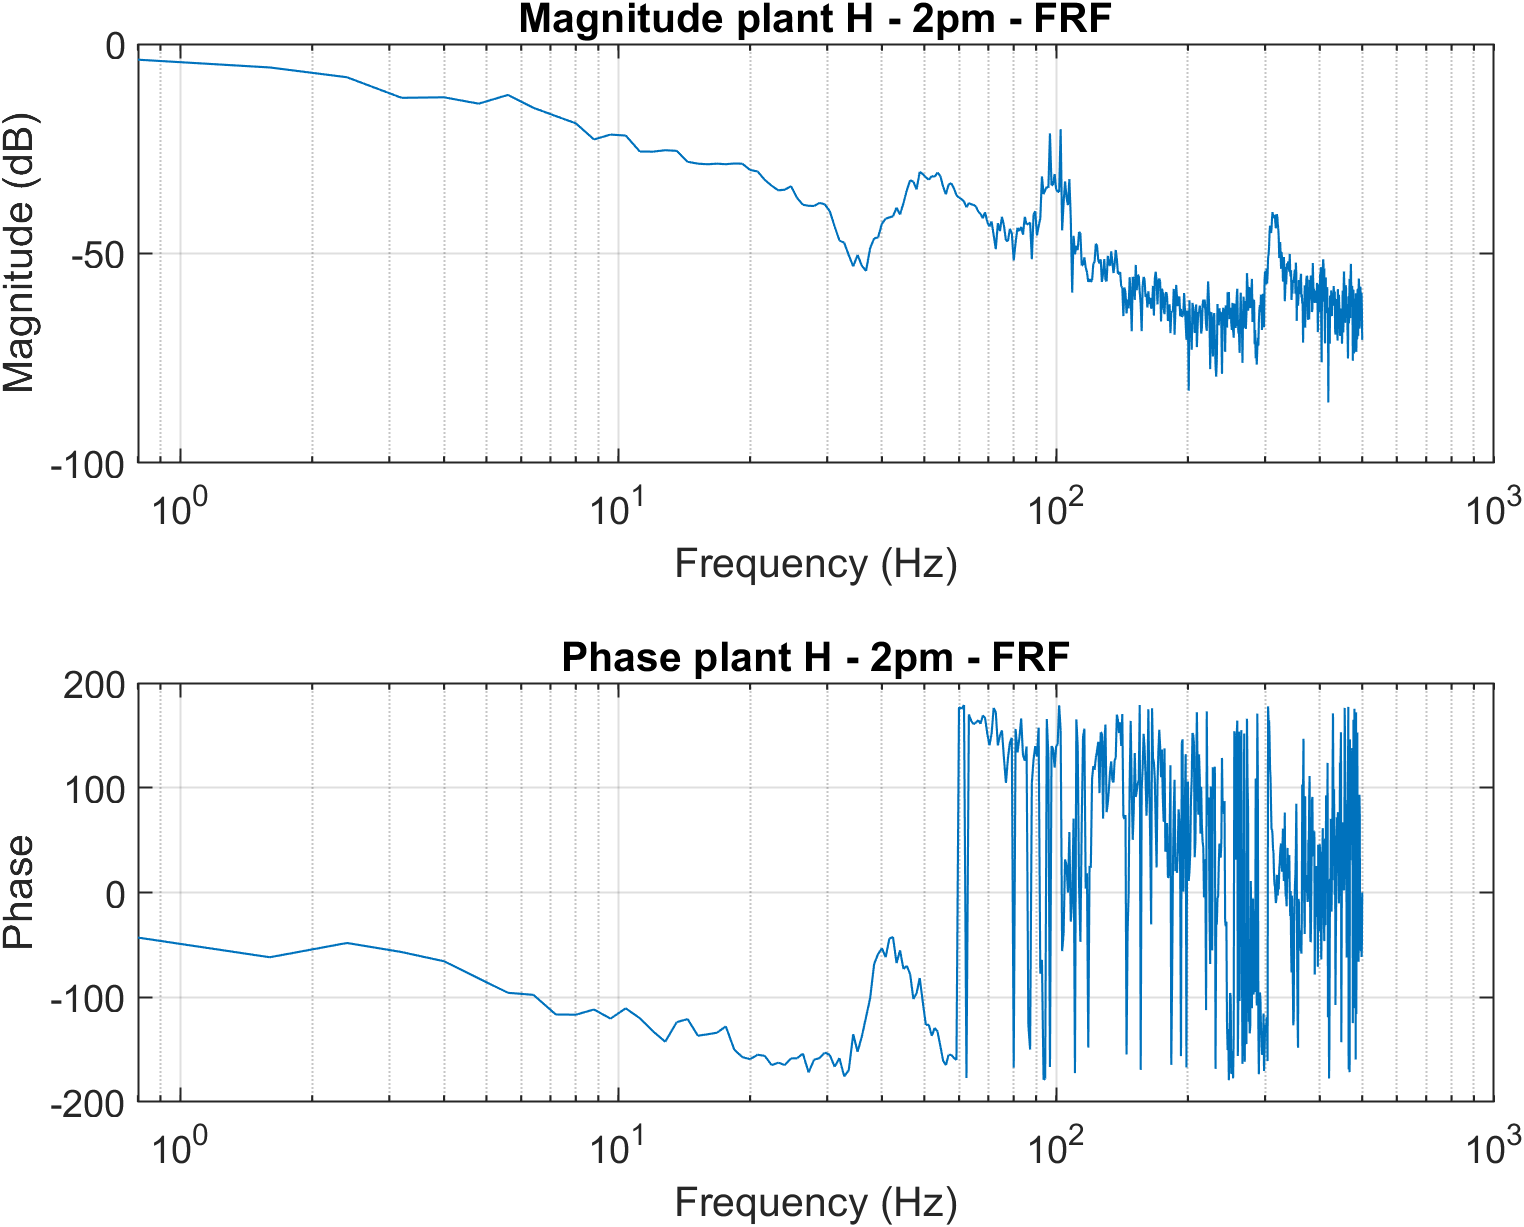 Magnitude plant H - 2pm - FRF
0
-50
-100
Magnitude (dB)
10^0 10^1 10^2 10^3
Frequency (Hz)
Phase plant H - 2pm - FRF
200
100
0
-100
-200
Phase
10^0 10^1 10^2 10^3
Frequency (Hz)